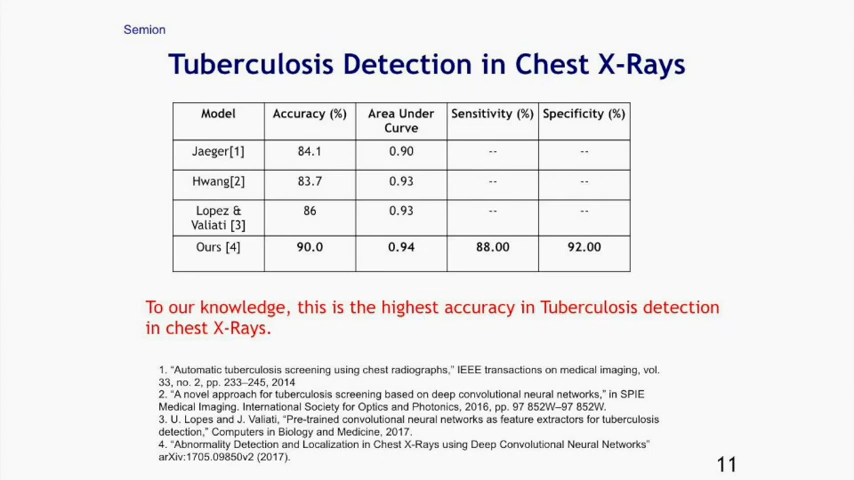 Semion
Tuberculosis Detection in Chest X-Rays
Model Accuracy (%) Area Under Curve Sensitivity (%) Specificity (%)
Jaeger[1] 84.1 0.90 -- --
Hwang[2] 83.7 0.93 -- --
Lopez & Valiati [3] 86 0.93 -- --
Ours [4] 90.0 0.94 88.00 92.00
To our knowledge, this is the highest accuracy in Tuberculosis detection
in chest X-Rays.
1. “Automatic tuberculosis screening using chest radiographs,” IEEE transactions on medical imaging, vol.
33, no. 2, pp. 233–245, 2014
2. “A novel approach for tuberculosis screening based on deep convolutional neural networks,” in SPIE
Medical Imaging. International Society for Optics and Photonics, 2016, pp. 97 852W–97 852W.
3. U. Lopes and J. Valiati, “Pre-trained convolutional neural networks as feature extractors for tuberculosis
detection,” Computers in Biology and Medicine, 2017.
4. “Abnormality Detection and Localization in Chest X-Rays using Deep Convolutional Neural Networks”
arXiv:1705.09850v2 (2017).
11